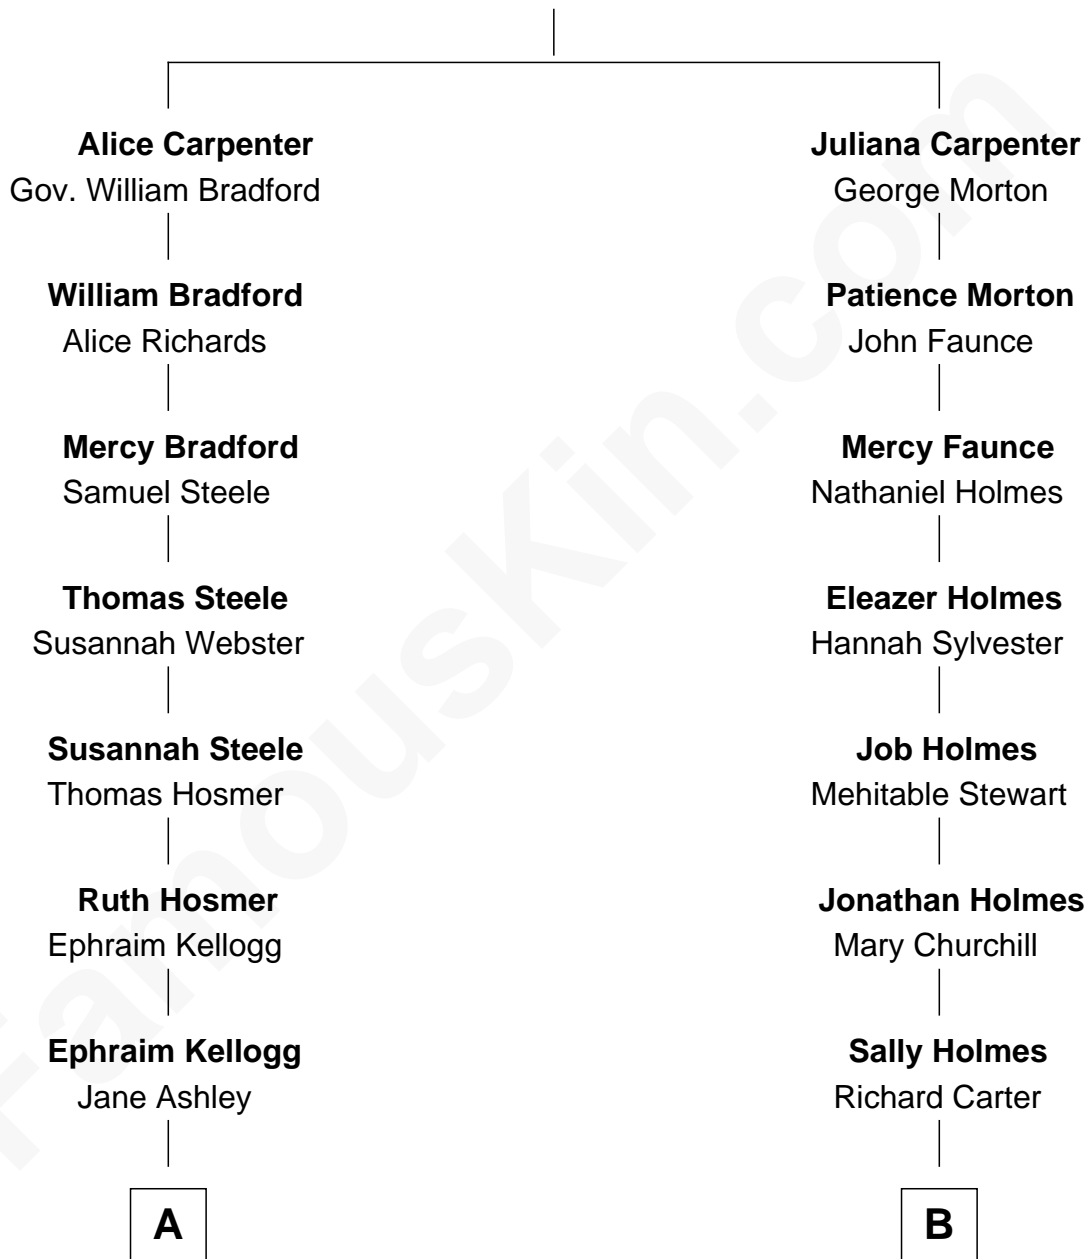 Alice Carpenter
Gov. William Bradford
William Bradford
Alice Richards
Mercy Bradford
Samuel Steele
Thomas Steele
Susannah Webster
Susannah Steele
Thomas Hosmer
Ruth Hosmer
Ephraim Kellogg
Ephraim Kellogg
Jane Ashley
A
Juliana Carpenter
George Morton
Patience Morton
John Faunce
Mercy Faunce
Nathaniel Holmes
Eleazer Holmes
Hannah Sylvester
Job Holmes
Mehitable Stewart
Jonathan Holmes
Mary Churchill
Sally Holmes
Richard Carter
B
FamousKin.com